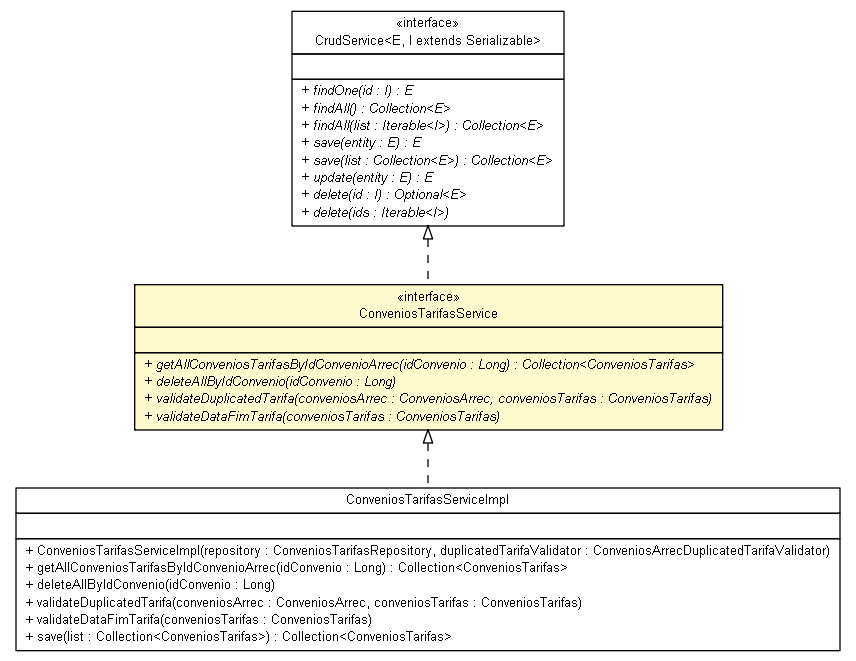 «interface»
CrudService<E, I extends Serializable>
+ findOne(id : I) : E
+ findAll() : Collection<E>
+ findAll(list : Iterable<I>) : Collection<E>
+ save(entity : E) : E
+ save(list : Collection<E>) : Collection<E>
+ update(entity : E) : E
+ delete(id : I) : Optional<E>
+ delete(ids : Iterable<I>)
«interface»
ConveniosTarifasService
+ getAllConveniosTarifasByIdConvenioArrec(idConvenio : Long) : Collection<ConveniosTarifas>
+ deleteAllByIdConvenio(idConvenio : Long)
+ validateDuplicatedTarifa(conveniosArrec : ConveniosArrec, conveniosTarifas : ConveniosTarifas)
+ validateDataFimTarifa(conveniosTarifas : ConveniosTarifas)
ConveniosTarifasServiceImpl
+ ConveniosTarifasServiceImpl(repository : ConveniosTarifasRepository, duplicatedTarifaValidator : ConveniosArrecDuplicatedTarifaValidator)
+ getAllConveniosTarifasByIdConvenioArrec(idConvenio : Long) : Collection<ConveniosTarifas>
+ deleteAllByIdConvenio(idConvenio : Long)
+ validateDuplicatedTarifa(conveniosArrec : ConveniosArrec, conveniosTarifas : ConveniosTarifas)
+ validateDataFimTarifa(conveniosTarifas : ConveniosTarifas)
+ save(list : Collection<ConveniosTarifas>) : Collection<ConveniosTarifas>